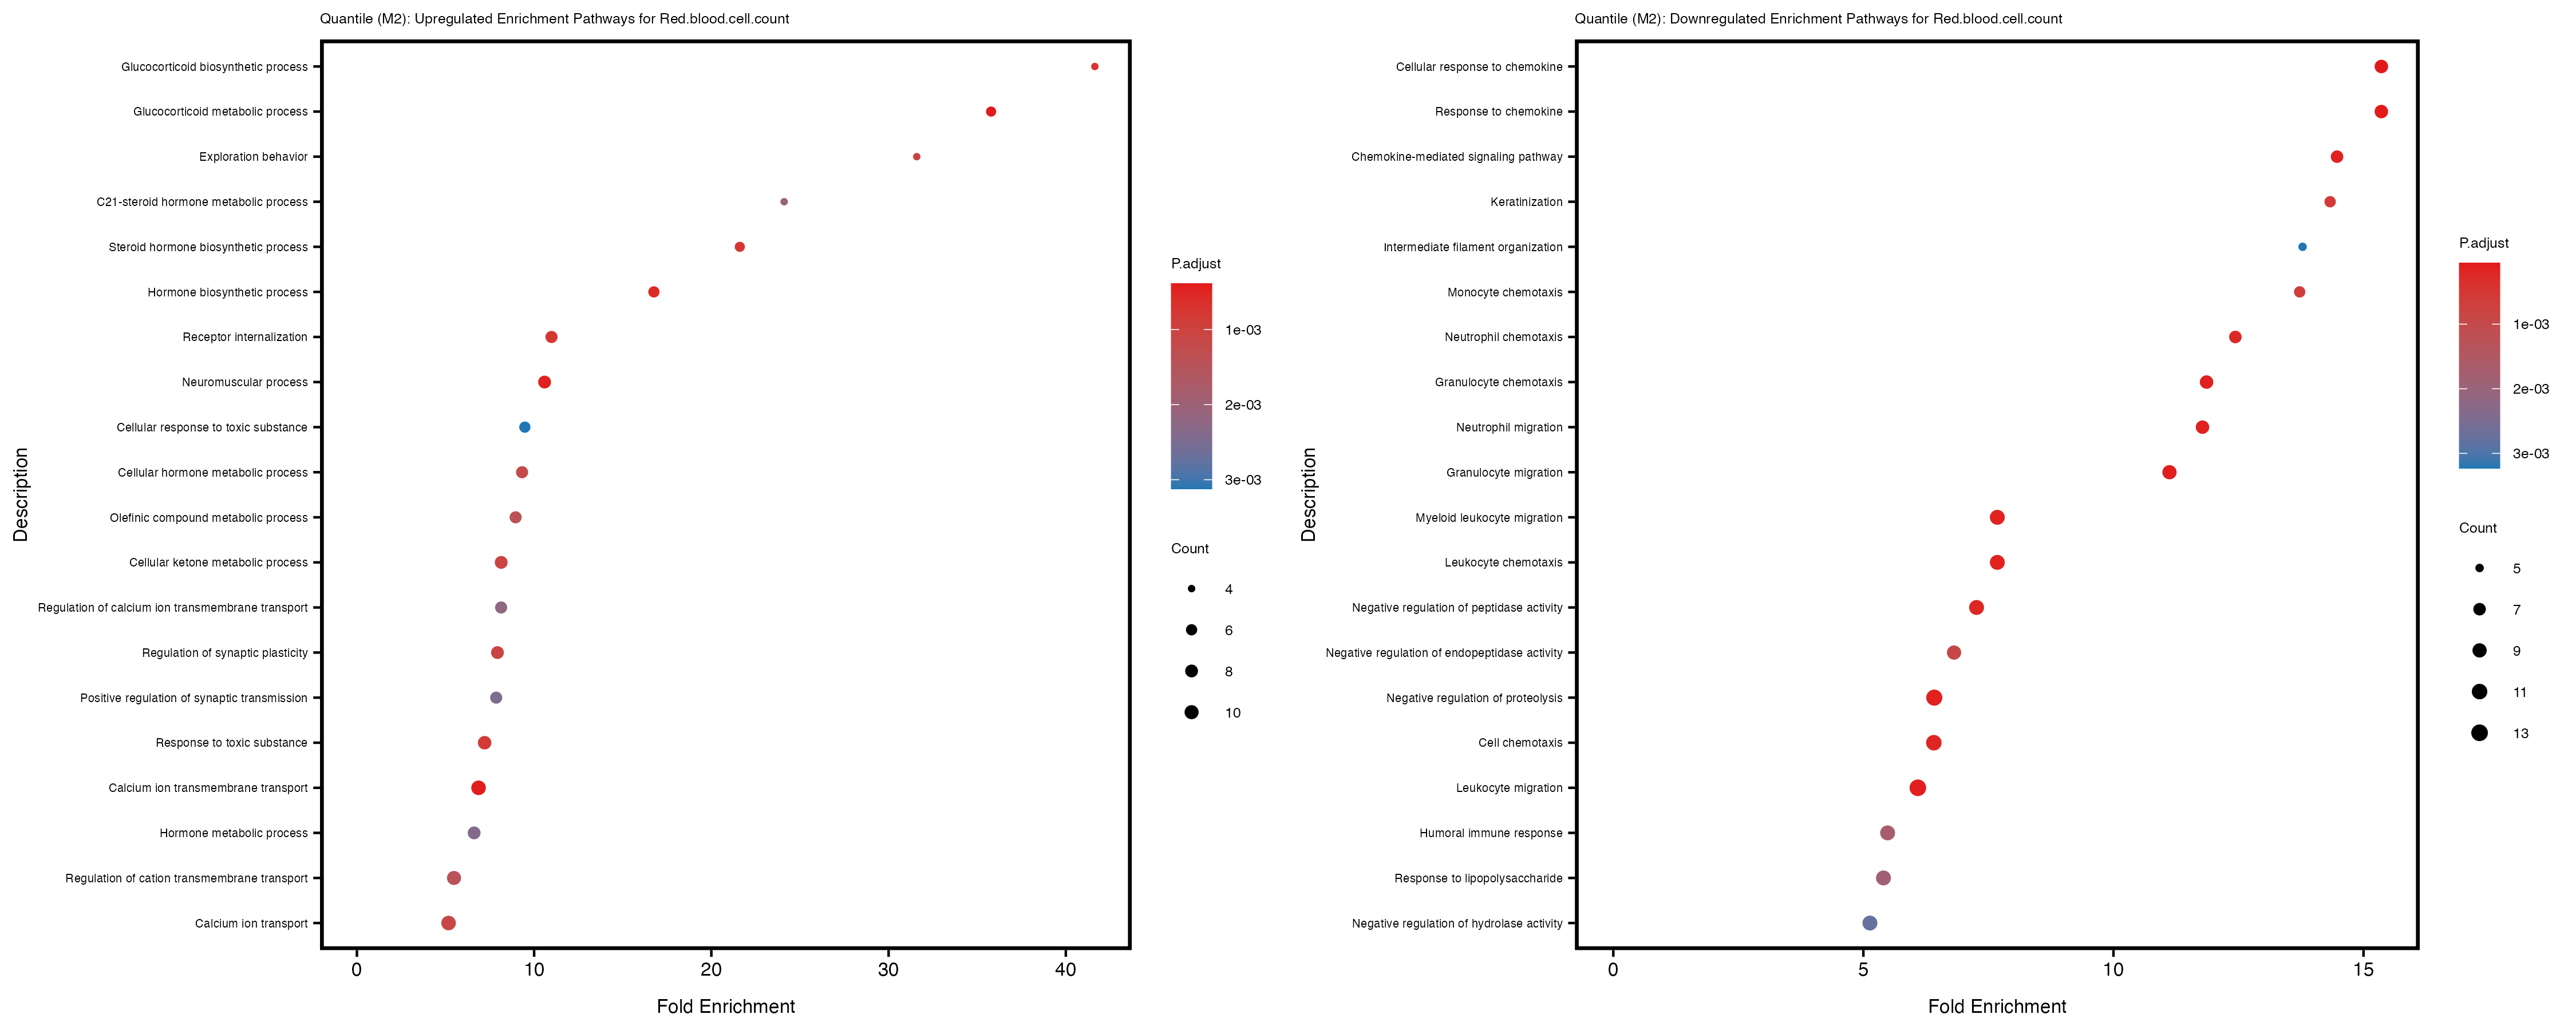 Quantile (M2): Upregulated Enrichment Pathways for Red.blood.cell.count
Description
Glucocorticoid biosynthetic process
Glucocorticoid metabolic process
Exploration behavior
C21-steroid hormone metabolic process
Steroid hormone biosynthetic process
Hormone biosynthetic process
Receptor internalization
Neuromuscular process
Cellular response to toxic substance
Cellular hormone metabolic process
Olefinic compound metabolic process
Cellular ketone metabolic process
Regulation of calcium ion transmembrane transport
Regulation of synaptic plasticity
Positive regulation of synaptic transmission
Response to toxic substance
Calcium ion transmembrane transport
Hormone metabolic process
Regulation of cation transmembrane transport
Calcium ion transport
0 10 20 30 40
Fold Enrichment
P.adjust
1e-03
2e-03
3e-03
Count
4
6
8
10
Quantile (M2): Downregulated Enrichment Pathways for Red.blood.cell.count
Description
Cellular response to chemokine
Response to chemokine
Chemokine-mediated signaling pathway
Keratinization
Intermediate filament organization
Monocyte chemotaxis
Neutrophil chemotaxis
Granulocyte chemotaxis
Neutrophil migration
Granulocyte migration
Myeloid leukocyte migration
Leukocyte chemotaxis
Negative regulation of peptidase activity
Negative regulation of endopeptidase activity
Negative regulation of proteolysis
Cell chemotaxis
Leukocyte migration
Humoral immune response
Response to lipopolysaccharide
Negative regulation of hydrolase activity
0 5 10 15
Fold Enrichment
P.adjust
1e-03
2e-03
3e-03
Count
5
7
9
11
13